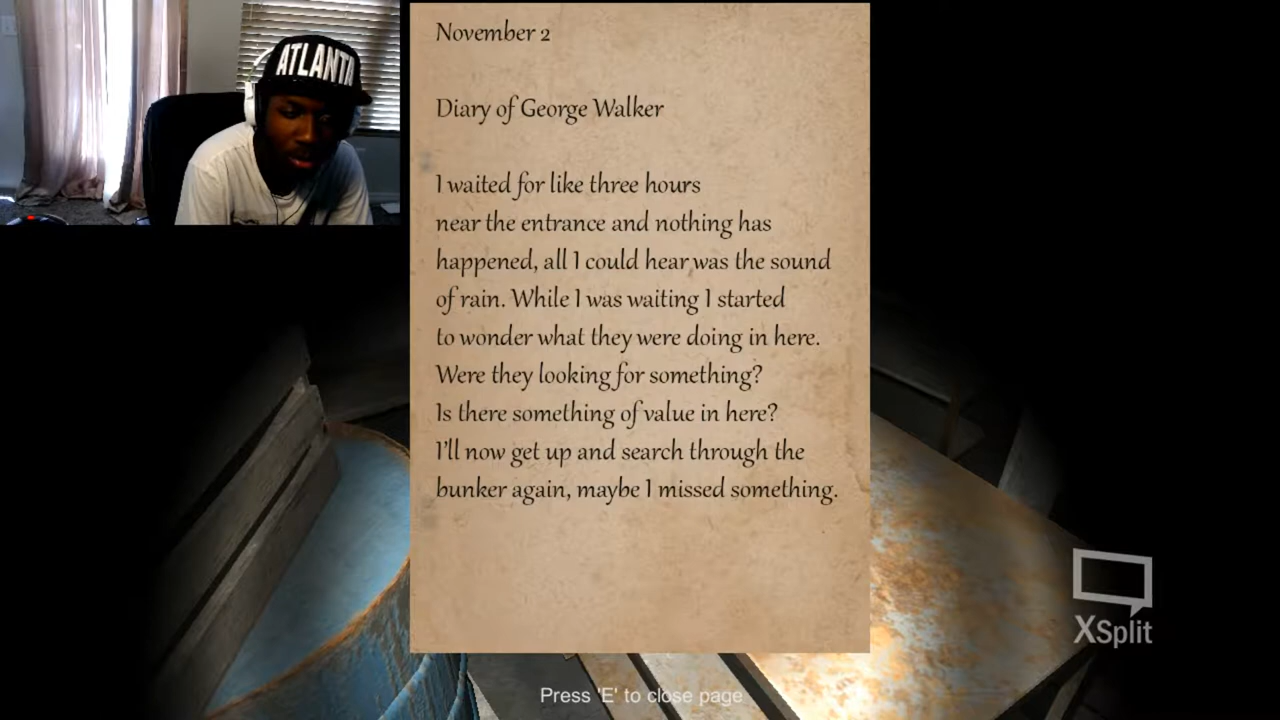 ATLANTA
November 2
Diary of George Walker
I waited for like three hours
near the entrance and nothing has
happened, all I could hear was the sound
of rain. While I was waiting I started
to wonder what they were doing in here.
Were they looking for something?
Is there something of value in here?
I'll now get up and search through the
bunker again, maybe I missed something.
XSplit
Press 'E' to close page